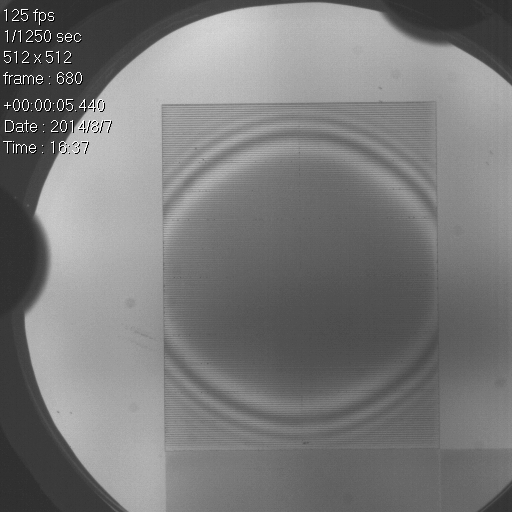 125 fps
1/1250 sec
512 x 512
frame : 680
+00:00:05.440
Date : 2014/8/7
Time : 16:37